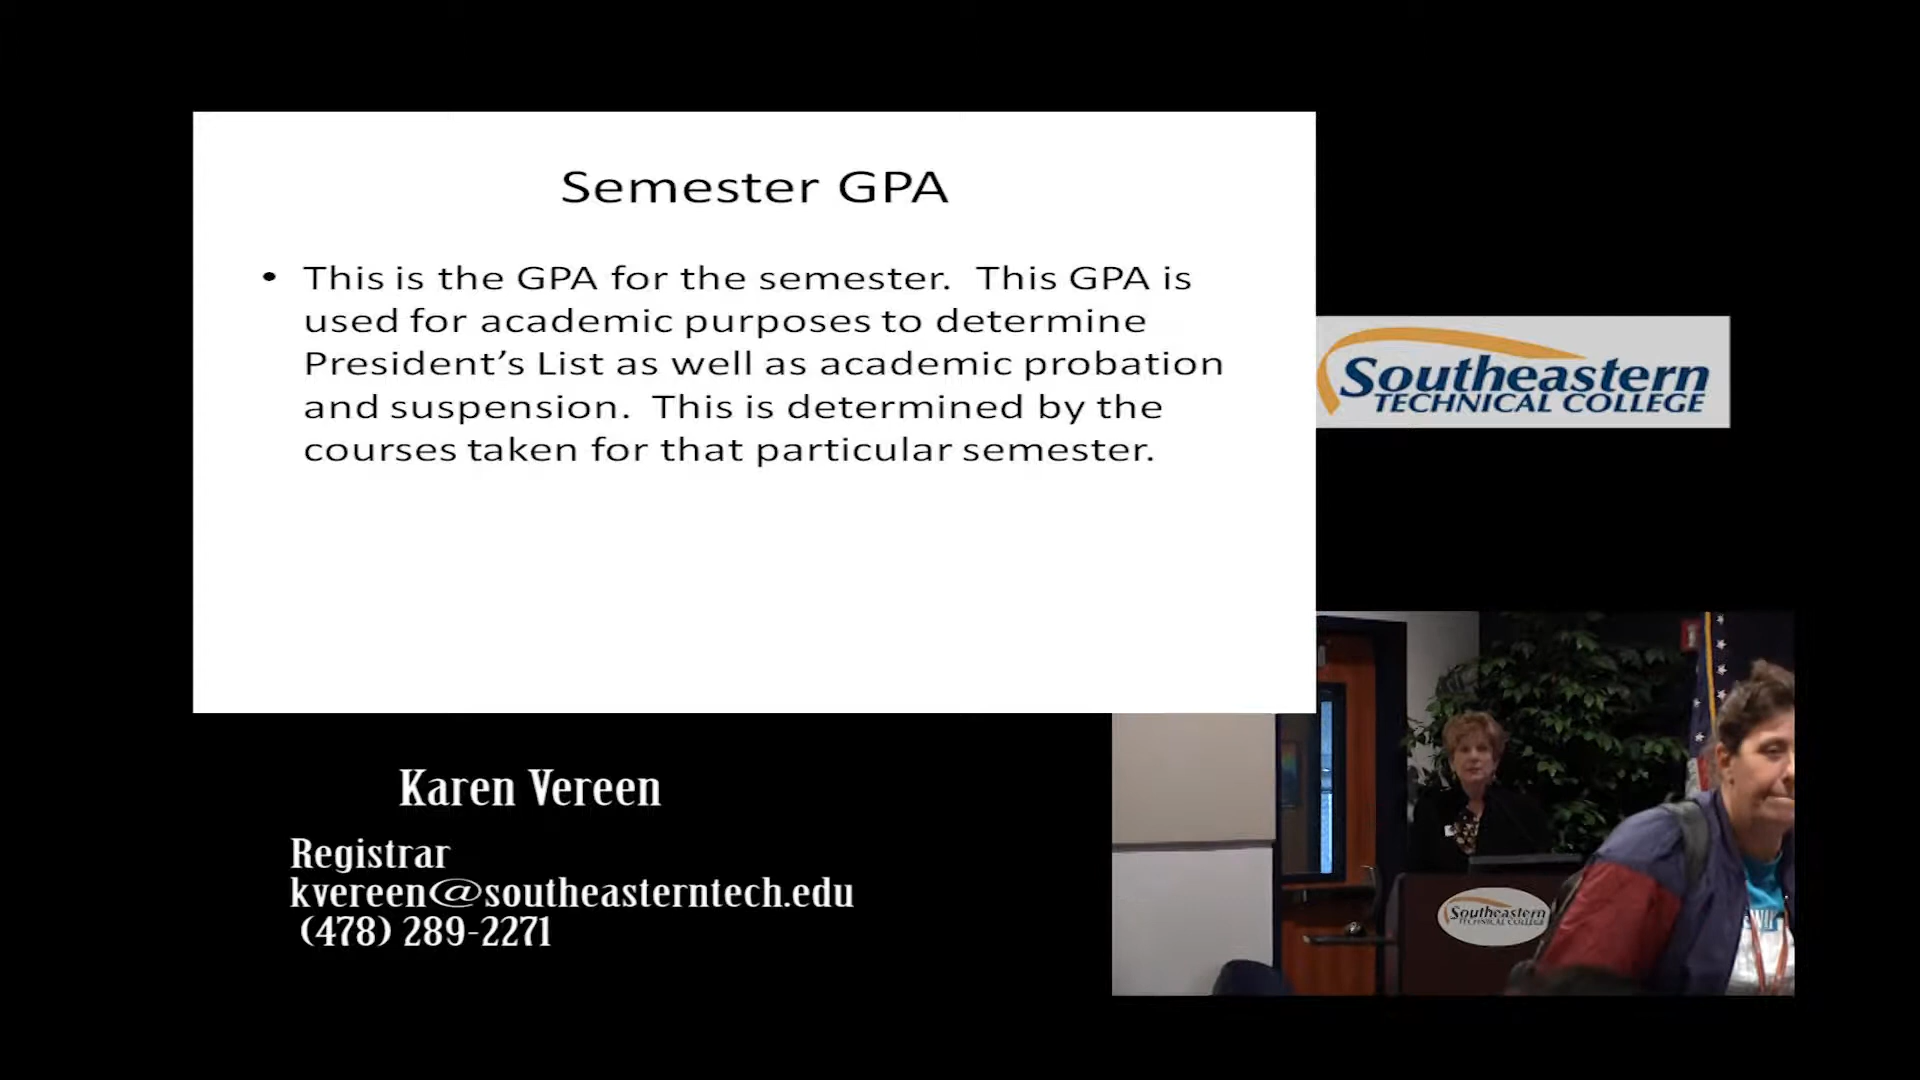 Semester GPA
• This is the GPA for the semester.  This GPA is
used for academic purposes to determine
President’s List as well as academic probation
and suspension.  This is determined by the
courses taken for that particular semester.
Southeastern
TECHNICAL COLLEGE
Karen Vereen
Registrar
kvereen@southeasterntech.edu
(478) 289-2271
Southeastern
TECHNICAL COLLEGE